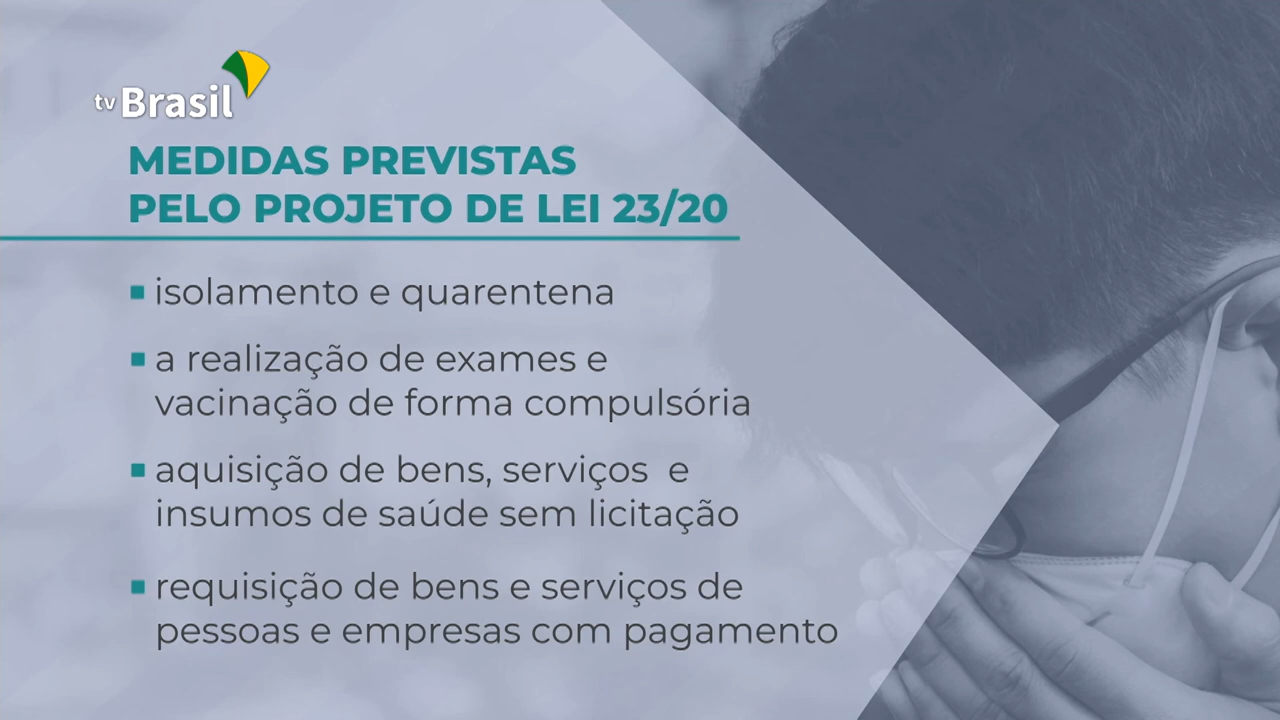 tv Brasil
MEDIDAS PREVISTAS
PELO PROJETO DE LEI 23/20
isolamento e quarentena
a realização de exames e
vacinação de forma compulsória
aquisição de bens, serviços e
insumos de saúde sem licitação
requisição de bens e serviços de
pessoas e empresas com pagamento